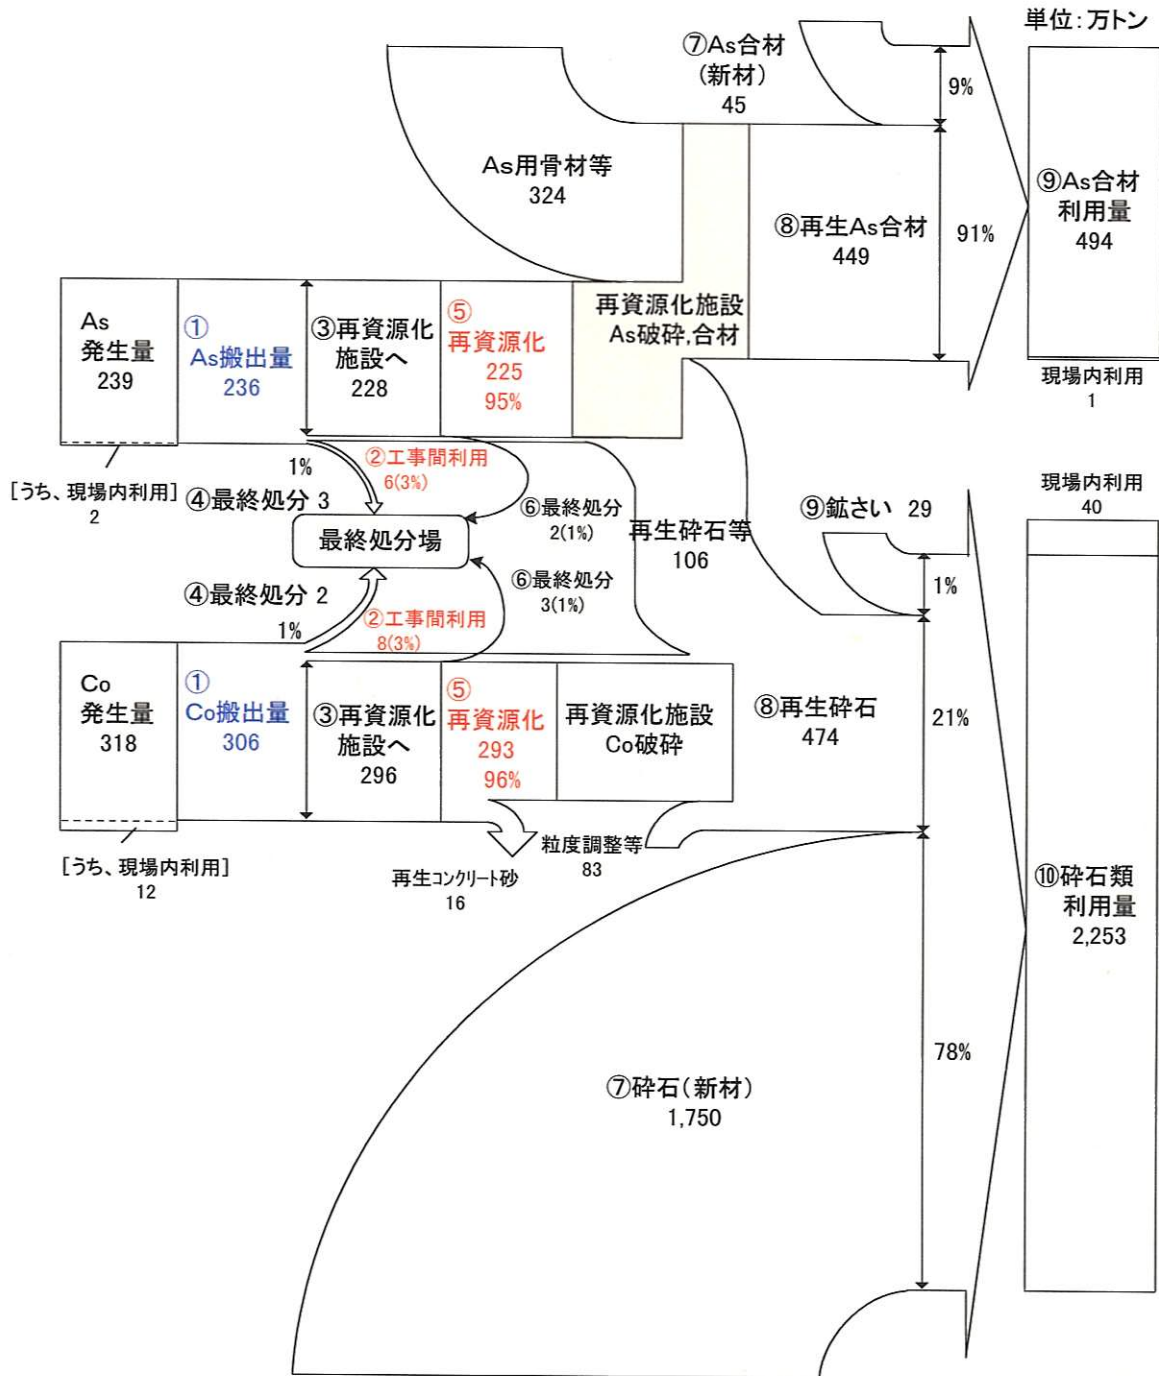 単位：万トン
⑦As合材
(新材)
45
9%
As用骨材等
324
⑧再生As合材
449
91%
⑨As合材
利用量
494
現場内利用
1
As
発生量
239
①
As搬出量
236
③再資源化
施設へ
228
⑤
再資源化
225
95%
再資源化施設
As破砕,合材
[うち、現場内利用]
2
1%
④最終処分 3
②工事間利用
6(3%)
⑥最終処分
2(1%)
最終処分場
再生砕石等
106
⑨鉱さい 29
1%
現場内利用
40
④最終処分 2
1%
②工事間利用
8(3%)
⑥最終処分
3(1%)
Co
発生量
318
①
Co搬出量
306
③再資源化
施設へ
296
⑤
再資源化
293
96%
再資源化施設
Co破砕
⑧再生砕石
474
21%
[うち、現場内利用]
12
再生コンクリート砂
16
粒度調整等
83
⑩砕石類
利用量
2,253
⑦砕石(新材)
1,750
78%